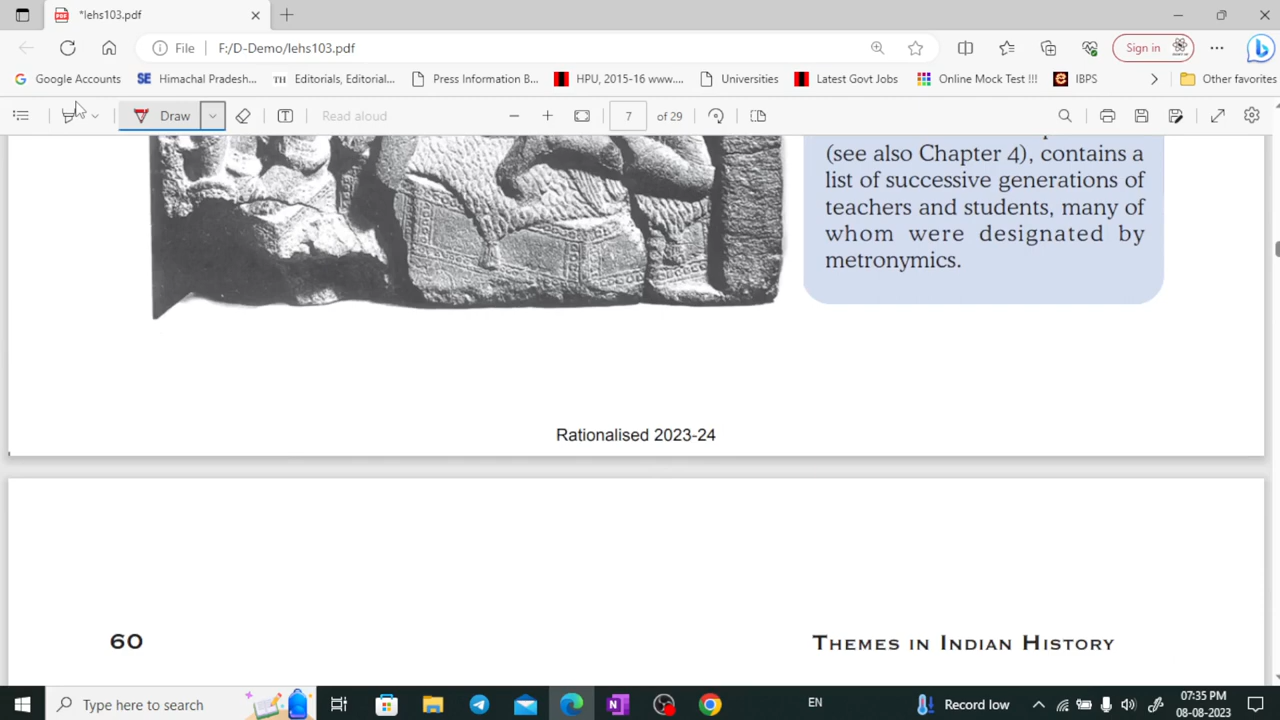 *lehs103.pdf
File F:/D-Demo/lehs103.pdf Sign in
Google Accounts Himachal Pradesh... Editorials, Editorial... Press Information B... HPU, 2015-16 www.... Universities Latest Govt Jobs Online Mock Test !!! IBPS Other favorites
Draw Read aloud 7 of 29
(see also Chapter 4), contains a
list of successive generations of
teachers and students, many of
whom were designated by
metronymics.
Rationalised 2023-24
60 THEMES IN INDIAN HISTORY
Type here to search EN Record low 07:35 PM
08-08-2023